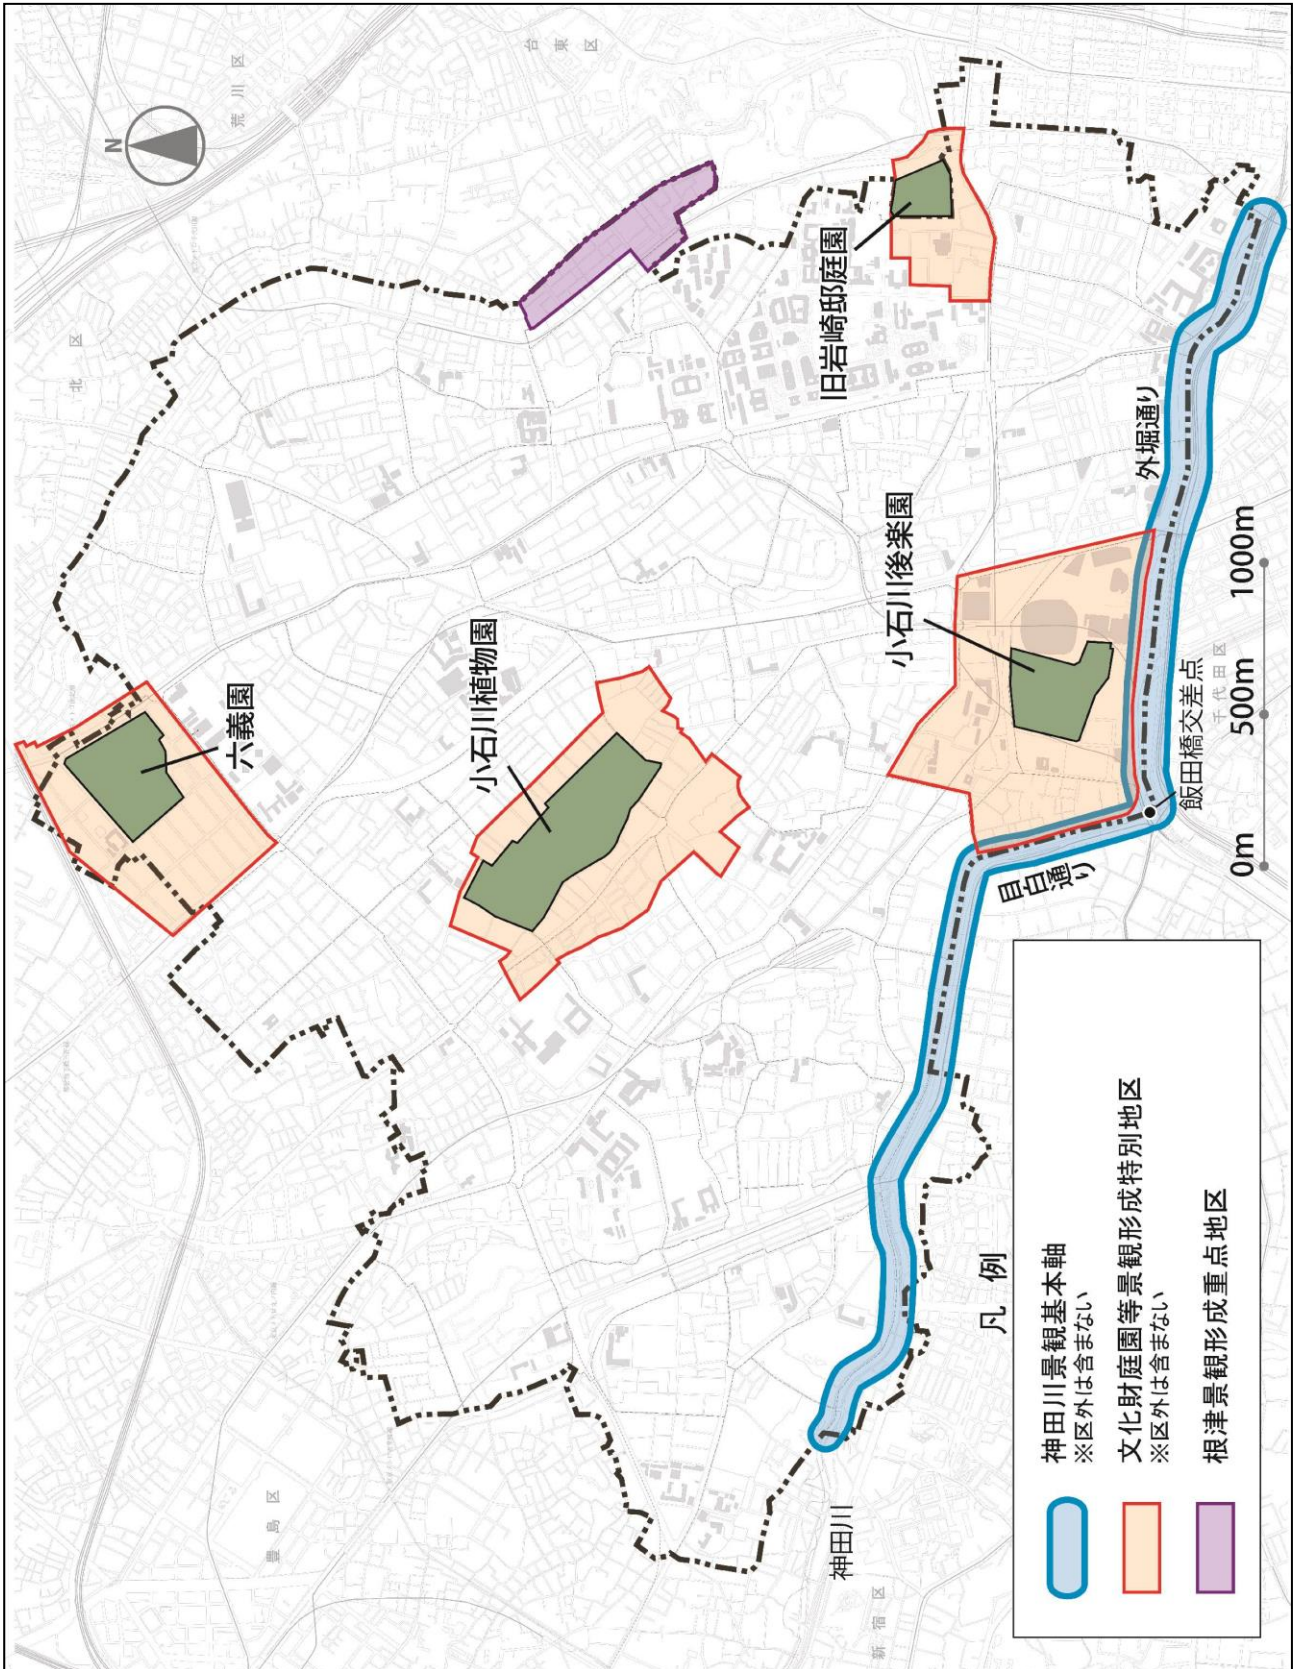 N
荒川区
台東区
北区
六義園
小石川植物園
旧岩崎邸庭園
小石川後楽園
外堀通り
目白通り
飯田橋交差点
千代田区
0m
500m
1000m
豊島区
神田川
新宿区
凡例
神田川景観基本軸
※区外は含まない
文化財庭園等景観形成特別地区
※区外は含まない
根津景観形成重点地区